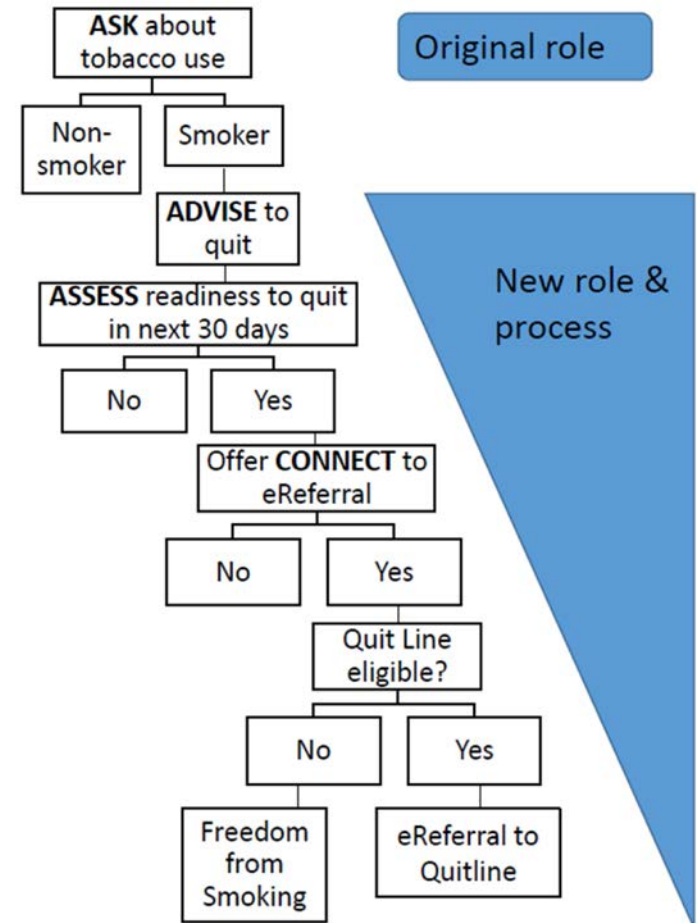 ASK about
tobacco use
Original role
Non-
smoker
Smoker
ADVISE to
quit
New role &
process
ASSESS readiness to quit
in next 30 days
No
Yes
Offer CONNECT to
eReferral
No
Yes
Quit Line
eligible?
No
Yes
Freedom
from
Smoking
eReferral to
Quitline